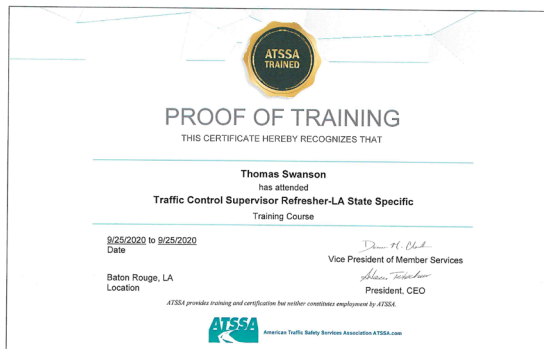 ATSSA
TRAINED
PROOF OF TRAINING
THIS CERTIFICATE HEREBY RECOGNIZES THAT
Thomas Swanson
has attended
Traffic Control Supervisor Refresher-LA State Specific
Training Course
9/25/2020 to 9/25/2020
Date
Vice President of Member Services
Baton Rouge, LA
Location
President, CEO
ATSSA provides training and certification but neither constitutes employment by ATSSA.
ATSSA
American Traffic Safety Services Association ATSSA.com